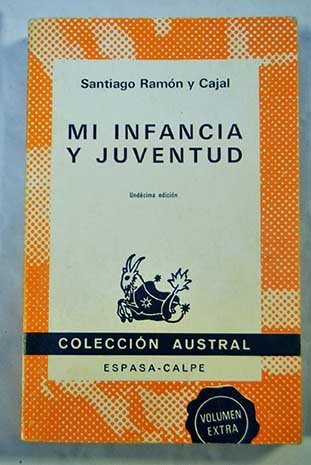 Santiago Ramón y Cajal
MI INFANCIA
Y JUVENTUD
Undécima edición
COLECCIÓN AUSTRAL
ESPASA-CALPE
VOLUMEN
EXTRA